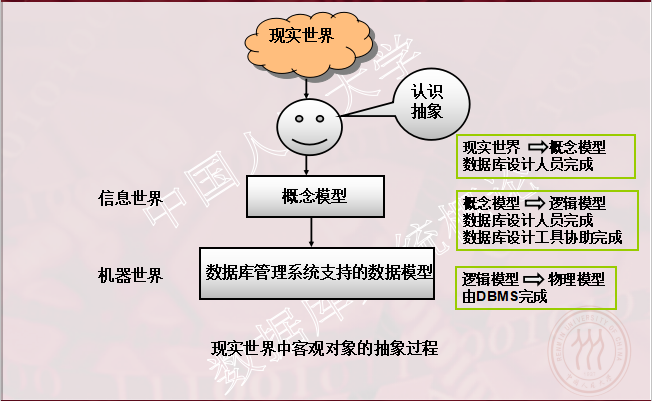 现实世界
认识
抽象
现实世界 ⇨概念模型
数据库设计人员完成
信息世界
概念模型
概念模型 ⇨逻辑模型
数据库设计人员完成
数据库设计工具协助完成
机器世界
数据库管理系统支持的数据模型
逻辑模型 ⇨物理模型
由DBMS完成
现实世界中客观对象的抽象过程